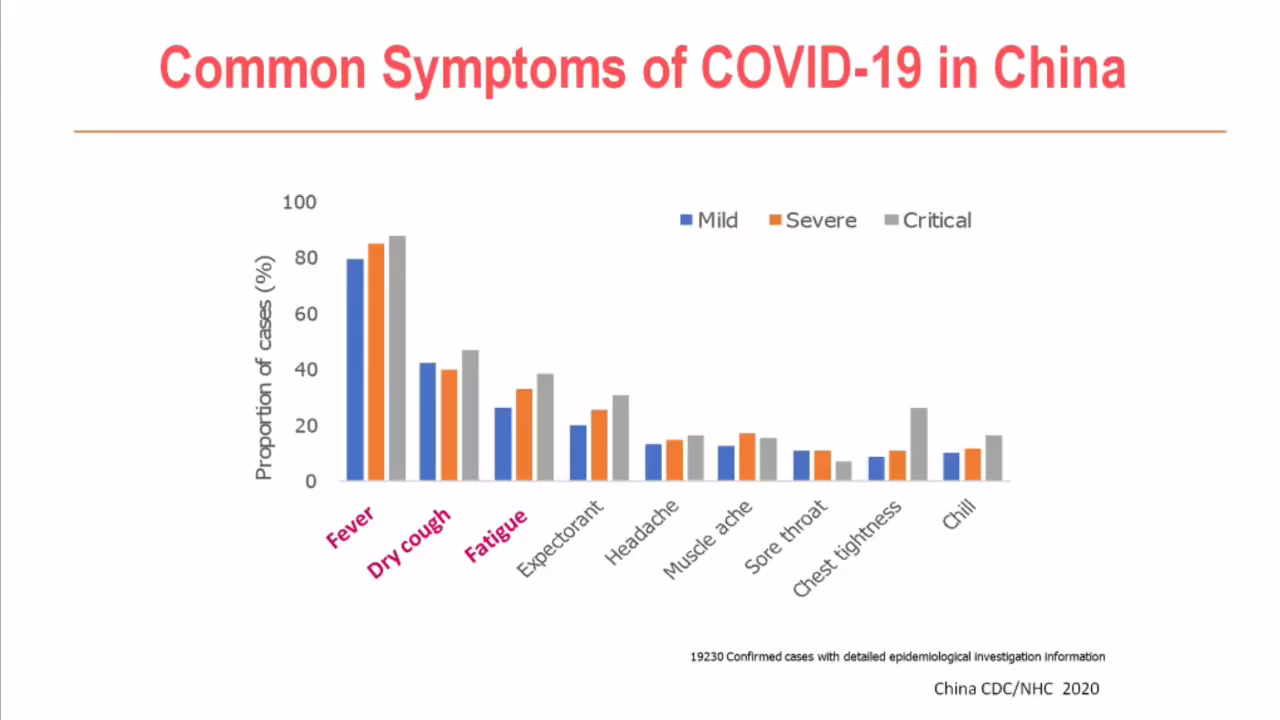 Common Symptoms of COVID-19 in China
Proportion of cases (%)
100
80
60
40
20
0
Mild Severe Critical
Fever
Dry cough
Fatigue
Expectorant
Headache
Muscle ache
Sore throat
Chest tightness
Chill
19230 Confirmed cases with detailed epidemiological investigation information
China CDC/NHC 2020